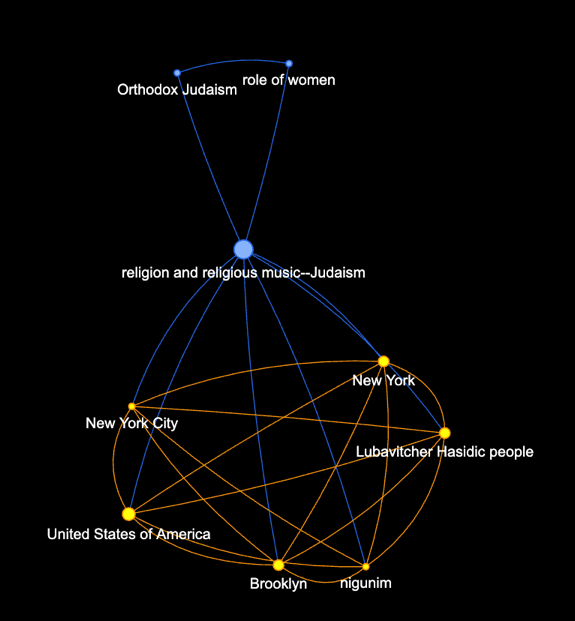 role of women
Orthodox Judaism
religion and religious music--Judaism
New York
New York City
Lubavitcher Hasidic people
United States of America
Brooklyn
nigunim